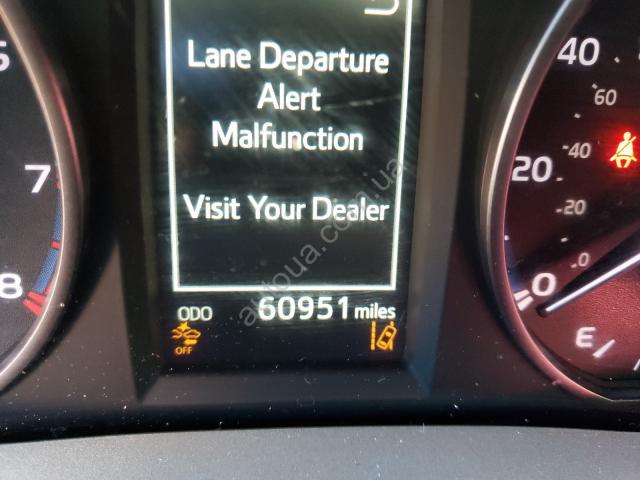 Lane Departure
Alert
Malfunction
Visit Your Dealer
ODO 60951 miles
OFF
5
7
8
40
60
40
20
20
0
0
E
autoua.com.ua